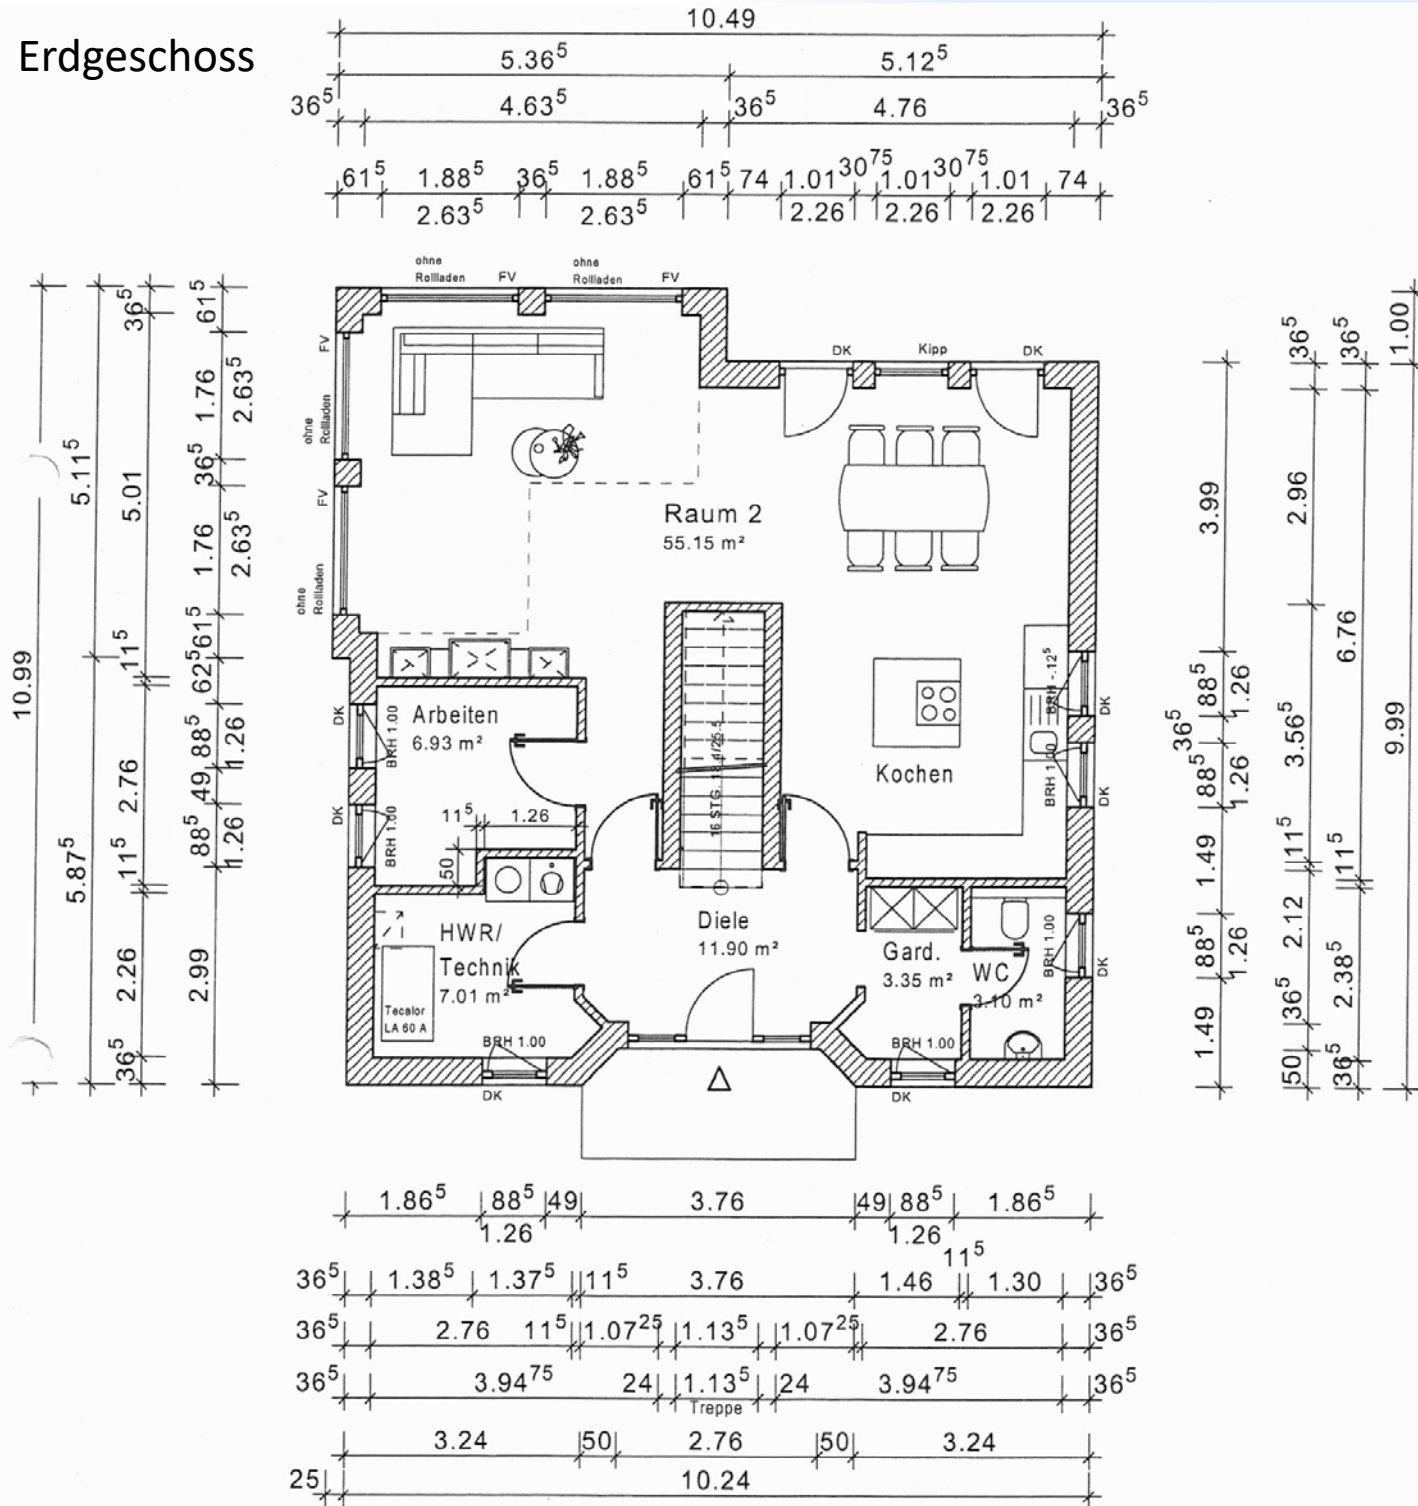 Erdgeschoss
10.49
5.36⁵ 5.12⁵
36⁵ 4.63⁵ 36⁵ 4.76 36⁵
61⁵ 1.88⁵ 36⁵ 1.88⁵ 61⁵ 74 1.01 30⁷⁵ 1.01 30⁷⁵ 1.01 74
2.63⁵ 2.63⁵ 2.26 2.26 2.26
ohne
Rollladen FV
ohne
Rollladen FV
DK Kipp DK
FV
ohne
Rollladen
FV
ohne
Rollladen
10.99
5.11⁵
5.87⁵
36⁵
5.01
11⁵
2.76
11⁵
2.26
36⁵
61⁵
1.76
2.63⁵
36⁵
1.76
2.63⁵
61⁵
62⁵
88⁵
1.26
49
88⁵
1.26
2.99
Raum 2
55.15 m²
Arbeiten
6.93 m²
DK
BRH 1.00
DK
BRH 1.00
11⁵ 1.26
50
16 STG. 18.4/25.5
Kochen
BRH -.12⁵
DK
BRH 1.00
DK
HWR/
Technik
7.01 m²
Tecalor
LA 60 A
BRH 1.00
DK
Diele
11.90 m²
Gard.
3.35 m²
WC
3.10 m²
BRH 1.00
DK
BRH 1.00
DK
3.99
88⁵
1.26
36⁵
88⁵
1.26
1.49
88⁵
1.26
1.49
36⁵
2.96
3.56⁵
11⁵
2.12
36⁵
50
36⁵
6.76
11⁵
2.38⁵
36⁵
1.00
9.99
1.86⁵ 88⁵ 49 3.76 49 88⁵ 1.86⁵
1.26 1.26
36⁵ 1.38⁵ 1.37⁵ 11⁵ 3.76 1.46 11⁵ 1.30 36⁵
36⁵ 2.76 11⁵ 1.07²⁵ 1.13⁵ 1.07²⁵ 2.76 36⁵
36⁵ 3.94⁷⁵ 24 1.13⁵ 24 3.94⁷⁵ 36⁵
Treppe
3.24 50 2.76 50 3.24
25 10.24